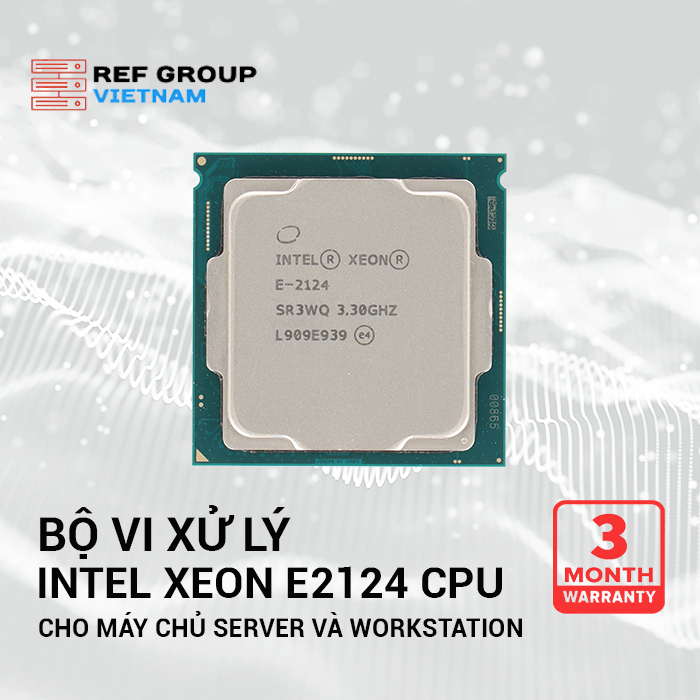 REF GROUP
VIETNAM
INTEL® XEON®
E-2124
SR3WQ 3.30GHZ
L909E939 e4
00865
BỘ VI XỬ LÝ
INTEL XEON E2124 CPU
CHO MÁY CHỦ SERVER VÀ WORKSTATION
3
MONTH
WARRANTY